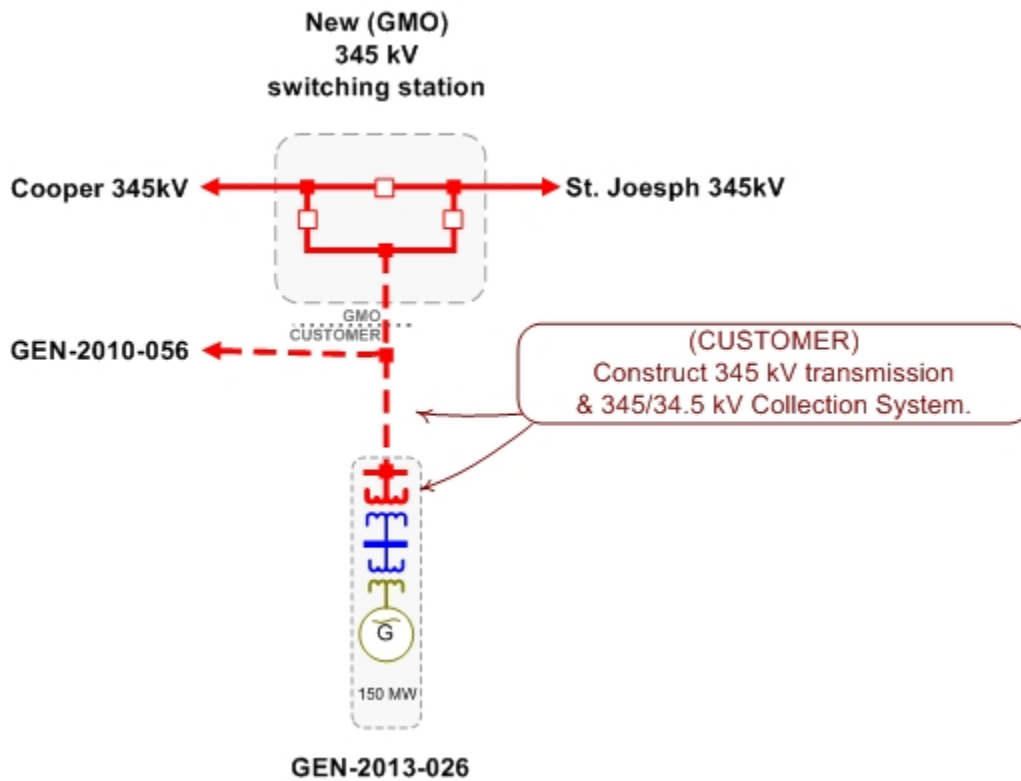 New (GMO)
345 kV
switching station
Cooper 345kV
St. Joesph 345kV
GMO
CUSTOMER
GEN-2010-056
(CUSTOMER)
Construct 345 kV transmission
& 345/34.5 kV Collection System.
G
150 MW
GEN-2013-026